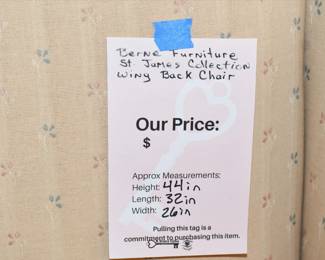 Berne Furniture
St. James Collection
Wing Back Chair
Our Price:
$
Approx Measurements:
Height: 44in
Length: 32in
Width: 26in
Pulling this tag is a
commitment to purchasing this item.